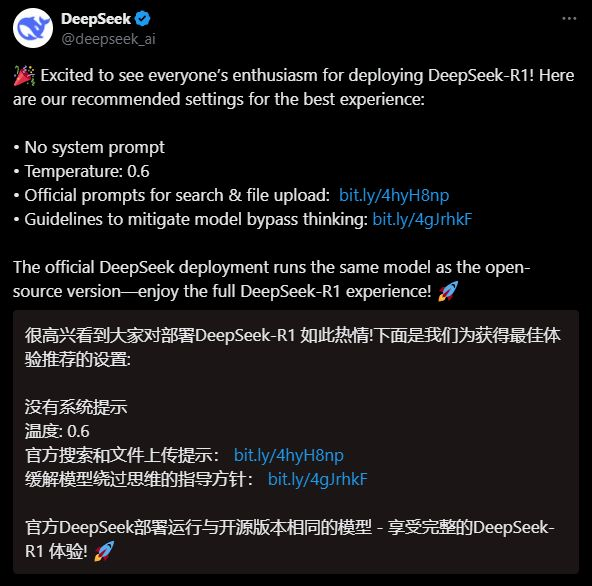 DeepSeek
@deepseek_ai
🎉 Excited to see everyone’s enthusiasm for deploying DeepSeek-R1! Here
are our recommended settings for the best experience:
• No system prompt
• Temperature: 0.6
• Official prompts for search & file upload: bit.ly/4hyH8np
• Guidelines to mitigate model bypass thinking: bit.ly/4gJrhkF
The official DeepSeek deployment runs the same model as the open-
source version—enjoy the full DeepSeek-R1 experience! 🚀
很高兴看到大家对部署DeepSeek-R1 如此热情!下面是我们为获得最佳体
验推荐的设置:
没有系统提示
温度: 0.6
官方搜索和文件上传提示： bit.ly/4hyH8np
缓解模型绕过思维的指导方针： bit.ly/4gJrhkF
官方DeepSeek部署运行与开源版本相同的模型 - 享受完整的DeepSeek-
R1 体验! 🚀